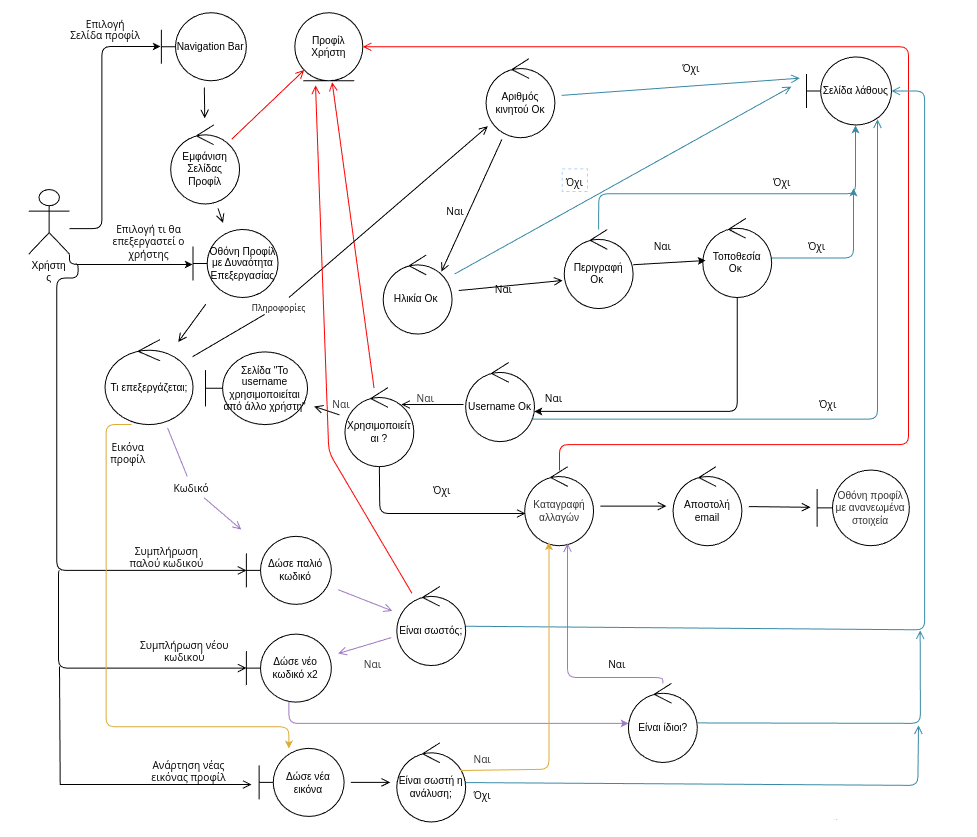 Επιλογή
Σελίδα προφίλ
Navigation Bar
Προφίλ
Χρήστη
Αριθμός
κινητού Οκ
Όχι
Σελίδα λάθους
Εμφάνιση
Σελίδας
Προφίλ
Όχι
Όχι
Χρήστη
ς
Επιλογή τι θα
επεξεργαστεί ο
χρήστης
Οθόνη Προφίλ
με Δυναότητα
Επεξεργασίας
Ναι
Ηλικία Οκ
Ναι
Περιγραφή
Οκ
Ναι
Τοποθεσία
Οκ
Όχι
Πληροφορίες
Τι επεξεργάζεται;
Σελίδα "Το
username
χρησιμοποιείται
από άλλο χρήστη"
Ναι
Χρησιμοποιείτ
αι ?
Ναι
Username Οκ
Ναι
Όχι
Εικόνα
προφίλ
Κωδικό
Όχι
Καταγραφή
αλλαγών
Αποστολή
email
Οθόνη προφίλ
με ανανεωμένα
στοιχεία
Συμπλήρωση
παλού κωδικού
Δώσε παλιό
κωδικό
Είναι σωστός;
Συμπλήρωση νέου
κωδικού
Δώσε νέο
κωδικό x2
Ναι
Ναι
Είναι ίδιοι?
Ανάρτηση νέας
εικόνας προφίλ
Δώσε νέα
εικόνα
Είναι σωστή η
ανάλυση;
Ναι
Όχι